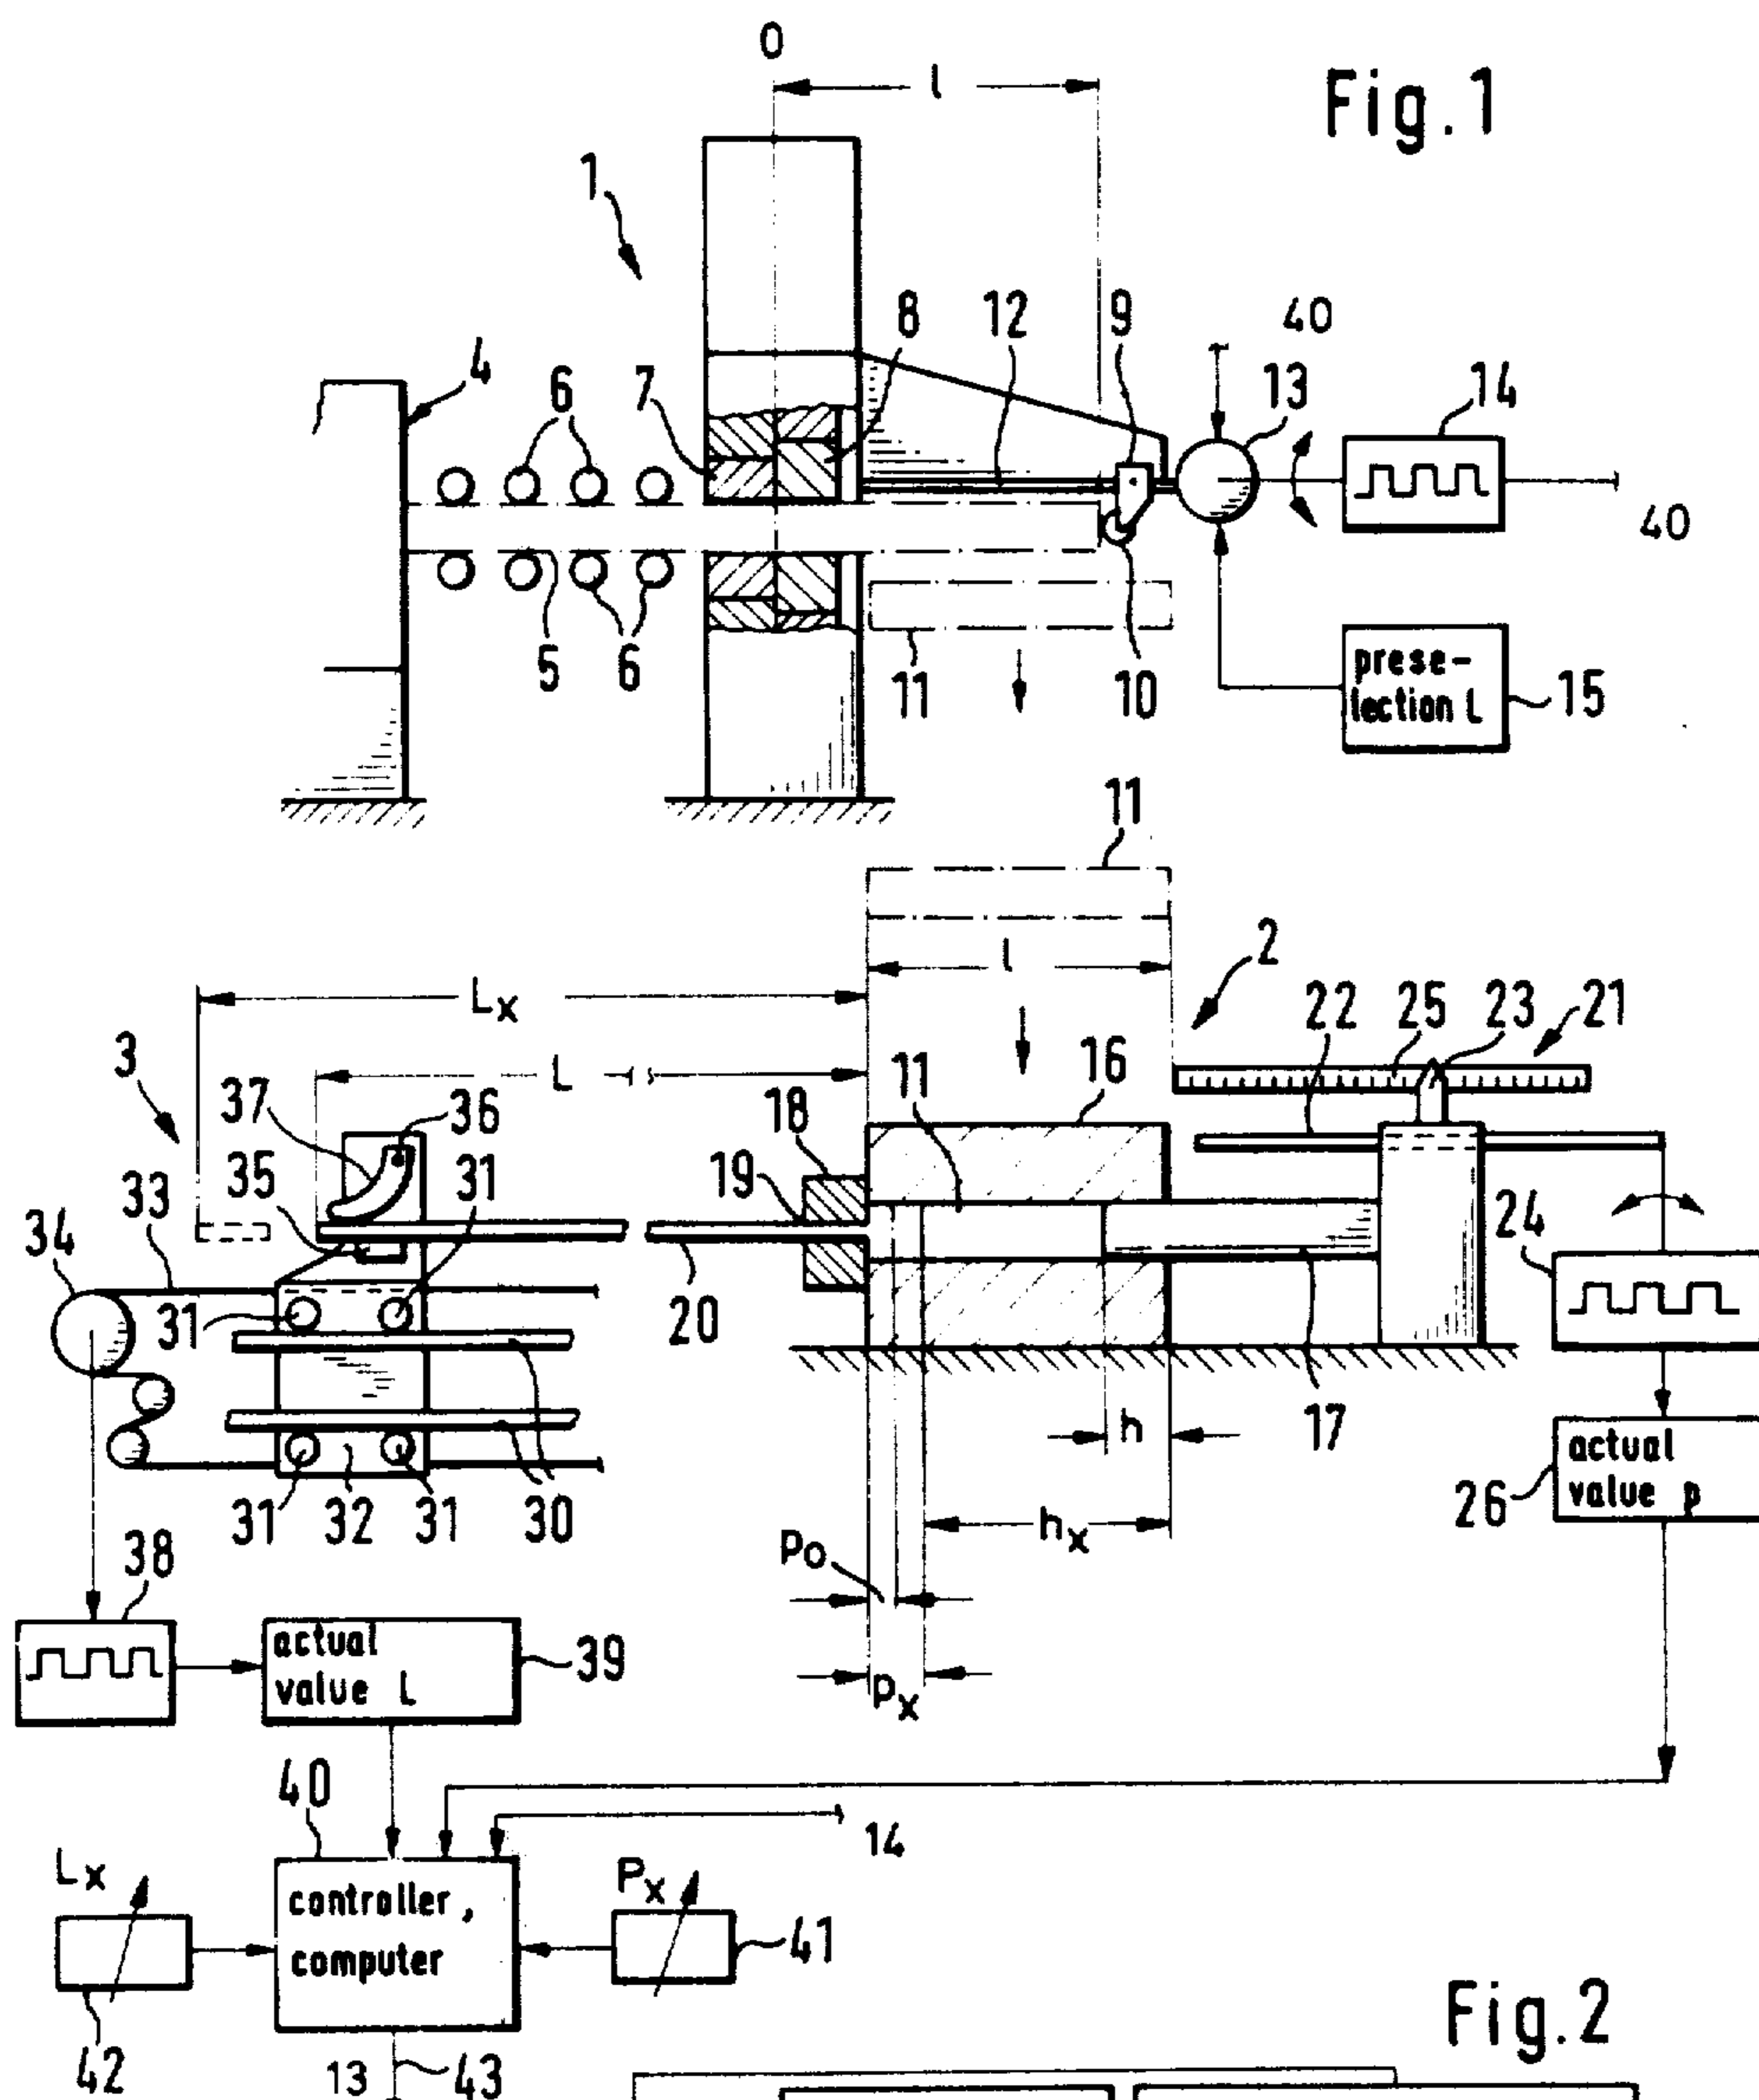 O
l
Fig.1
1
8
12
9
40
4
6
7
13
14
40
5
6
11
10
prese-
lection L
15
11
l
2
Lx
22
25
23
21
3
L
16
37
36
18
11
35
31
19
33
34
24
31
20
h
17
actual
value p
26
31
32
31
30
hx
po
38
actual
value L
39
px
40
14
Lx
Px
controller,
computer
41
42
13
43
Fig.2